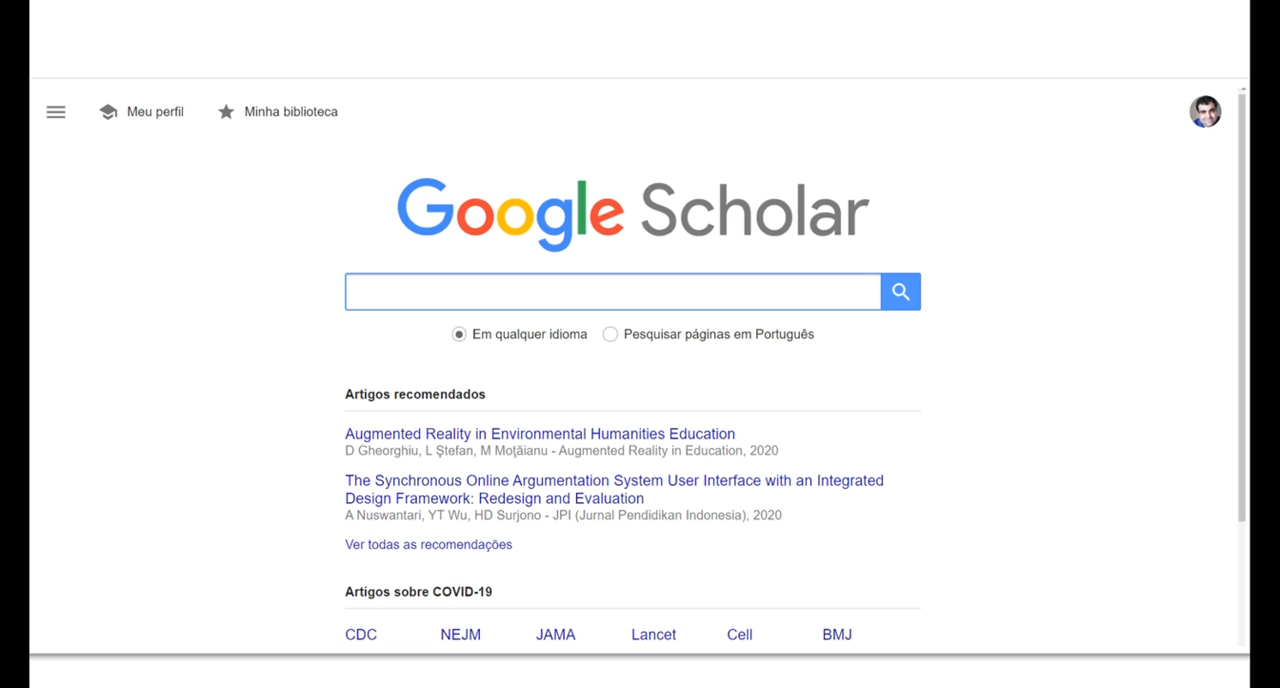 Meu perfil
Minha biblioteca
Google Scholar
Em qualquer idioma
Pesquisar páginas em Português
Artigos recomendados
Augmented Reality in Environmental Humanities Education
D Gheorghiu, L Ștefan, M Moţăianu - Augmented Reality in Education, 2020
The Synchronous Online Argumentation System User Interface with an Integrated
Design Framework: Redesign and Evaluation
A Nuswantari, YT Wu, HD Surjono - JPI (Jurnal Pendidikan Indonesia), 2020
Ver todas as recomendações
Artigos sobre COVID-19
CDC NEJM JAMA Lancet Cell BMJ